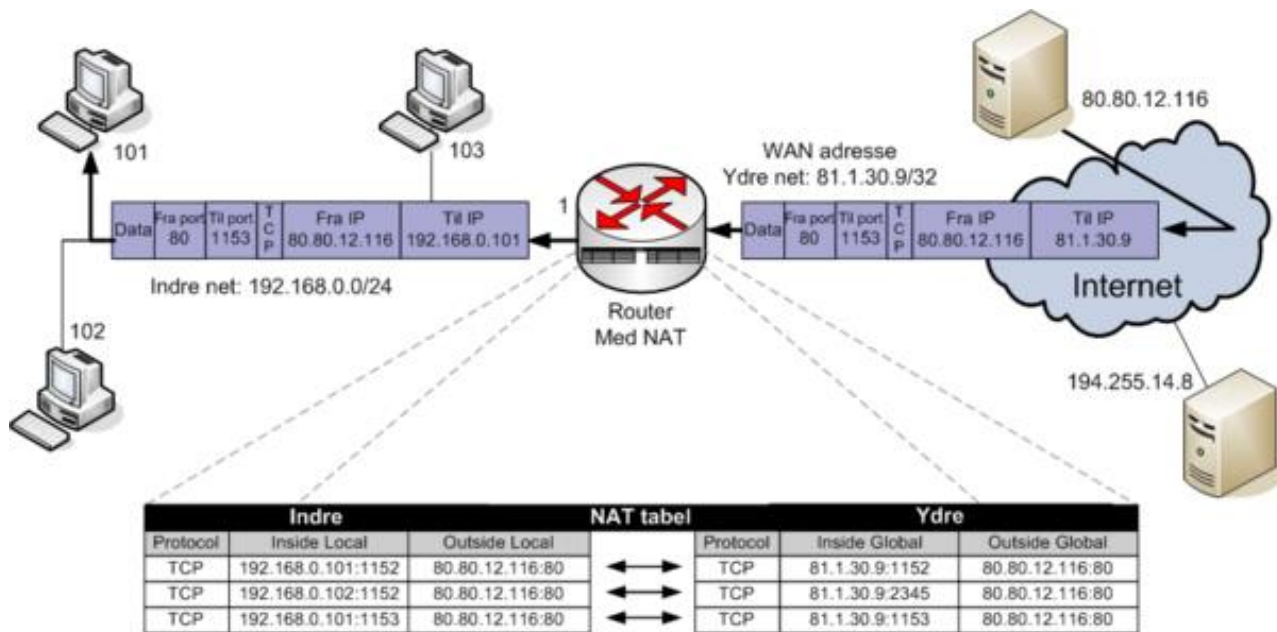 80.80.12.116
101
103
WAN adresse
Ydre net: 81.1.30.9/32
1
Data
Fra port
80
Til port
1153
TCP
Fra IP
80.80.12.116
Til IP
192.168.0.101
Data
Fra port
80
Til port
1153
TCP
Fra IP
80.80.12.116
Til IP
81.1.30.9
Indre net: 192.168.0.0/24
Internet
Router
Med NAT
102
194.255.14.8
Indre NAT tabel Ydre
Protocol Inside Local Outside Local Protocol Inside Global Outside Global
TCP 192.168.0.101:1152 80.80.12.116:80 TCP 81.1.30.9:1152 80.80.12.116:80
TCP 192.168.0.102:1152 80.80.12.116:80 TCP 81.1.30.9:2345 80.80.12.116:80
TCP 192.168.0.101:1153 80.80.12.116:80 TCP 81.1.30.9:1153 80.80.12.116:80